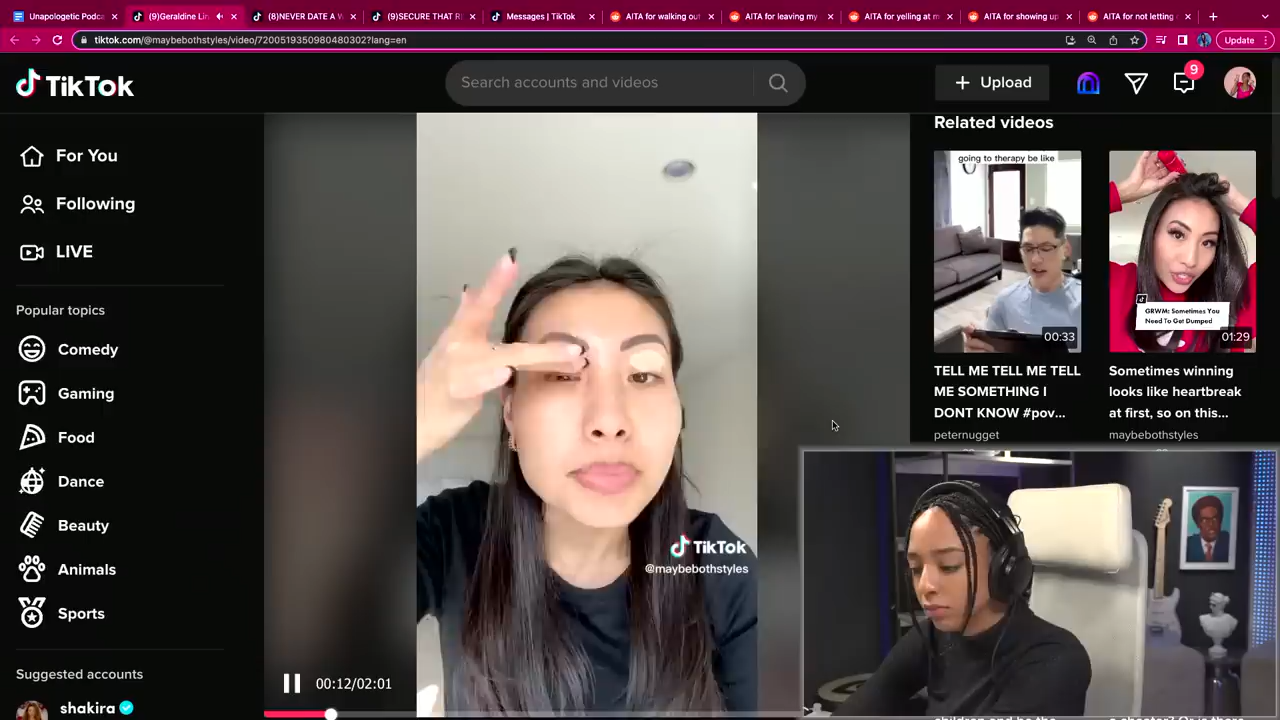 Unapologetic Podca
(9)Geraldine Lin
(8)NEVER DATE A W
(9)SECURE THAT R
Messages | TikTok
AITA for walking out
AITA for leaving my
AITA for yelling at m
AITA for showing up
AITA for not letting
tiktok.com/@maybebothstyles/video/7200519350980480302?lang=en
Update
TikTok
Search accounts and videos
Upload
9
For You
Following
LIVE
Popular topics
Comedy
Gaming
Food
Dance
Beauty
Animals
Sports
Suggested accounts
shakira
TikTok
@maybebothstyles
00:12/02:01
Related videos
going to therapy be like
00:33
TELL ME TELL ME TELL
ME SOMETHING I
DONT KNOW #pov...
peternugget
GRWM: Sometimes You
Need To Get Dumped
01:29
Sometimes winning
looks like heartbreak
at first, so on this...
maybebothstyles